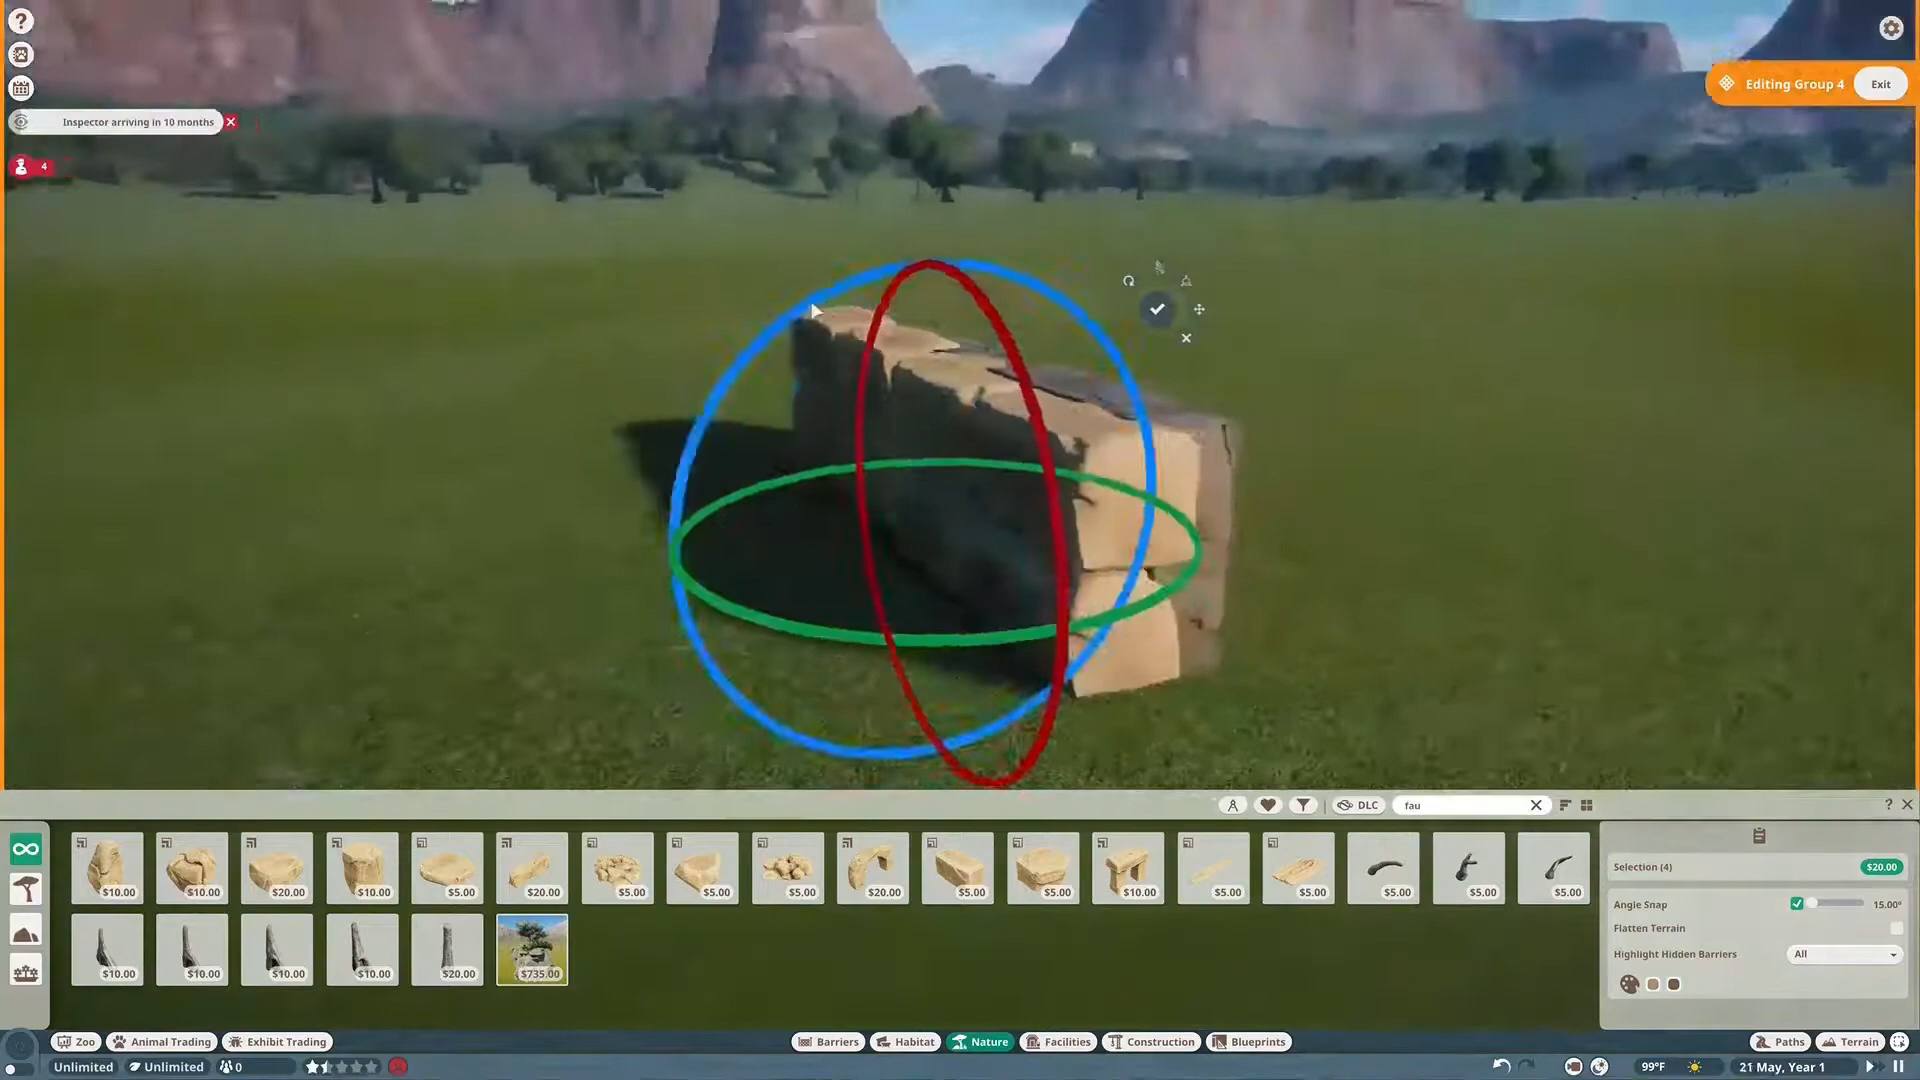 ?
Editing Group 4 Exit
Inspector arriving in 10 months
4
DLC fau ?
$10.00 $10.00 $20.00 $10.00 $5.00 $20.00 $5.00 $5.00 $5.00 $20.00 $5.00 $5.00 $10.00 $5.00 $5.00 $5.00 $5.00 $5.00
$10.00 $10.00 $10.00 $10.00 $20.00 $735.00
Selection (4) $20.00
Angle Snap 15.00°
Flatten Terrain
Highlight Hidden Barriers All
Zoo Animal Trading Exhibit Trading Barriers Habitat Nature Facilities Construction Blueprints Paths Terrain
Unlimited Unlimited 0 99°F 21 May, Year 1